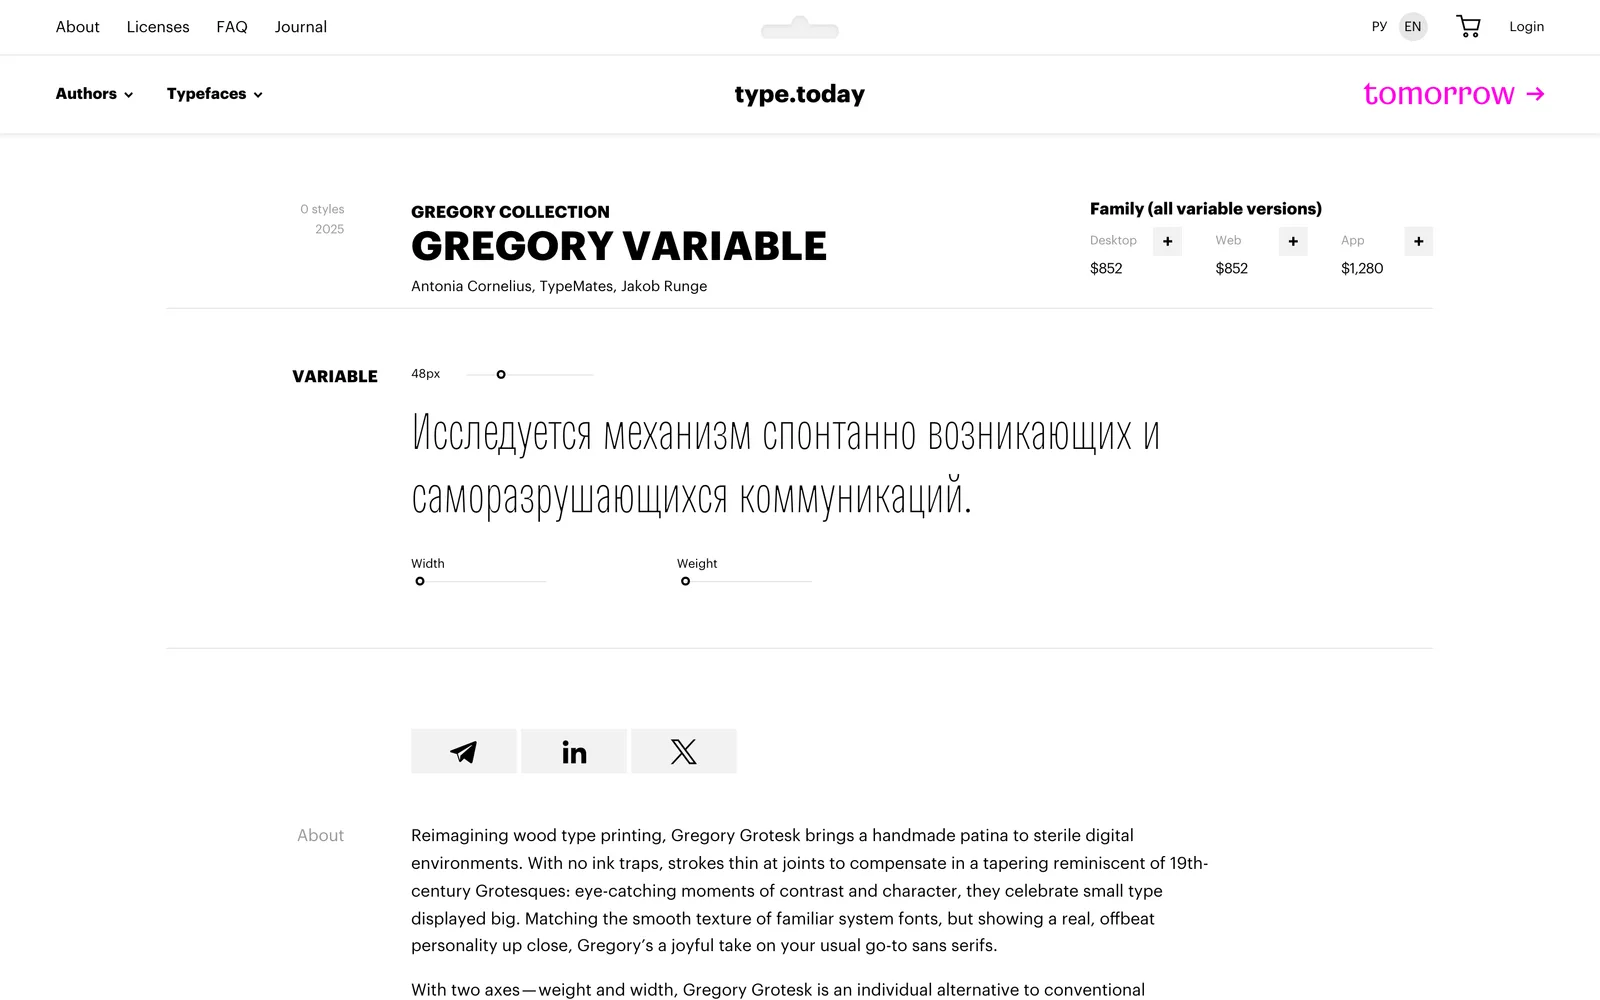 About Licenses FAQ Journal
РУ EN Login
Authors Typefaces
type.today
tomorrow →
0 styles
2025
GREGORY COLLECTION
GREGORY VARIABLE
Antonia Cornelius, TypeMates, Jakob Runge
Family (all variable versions)
Desktop + Web + App +
$852 $852 $1,280
VARIABLE
48px
Исследуется механизм спонтанно возникающих и
саморазрушающихся коммуникаций.
Width Weight
in X
About
Reimagining wood type printing, Gregory Grotesk brings a handmade patina to sterile digital
environments. With no ink traps, strokes thin at joints to compensate in a tapering reminiscent of 19th-
century Grotesques: eye-catching moments of contrast and character, they celebrate small type
displayed big. Matching the smooth texture of familiar system fonts, but showing a real, offbeat
personality up close, Gregory’s a joyful take on your usual go-to sans serifs.
With two axes — weight and width, Gregory Grotesk is an individual alternative to conventional